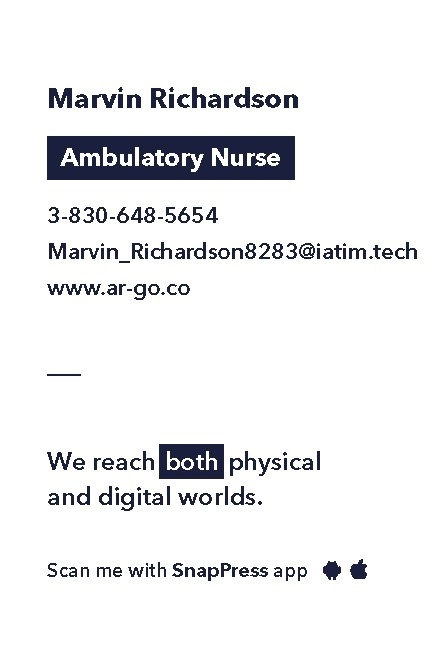 Marvin Richardson
Ambulatory Nurse
3-830-648-5654
Marvin_Richardson8283@iatim.tech
www.ar-go.co
We reach both physical
and digital worlds.
Scan me with SnapPress app